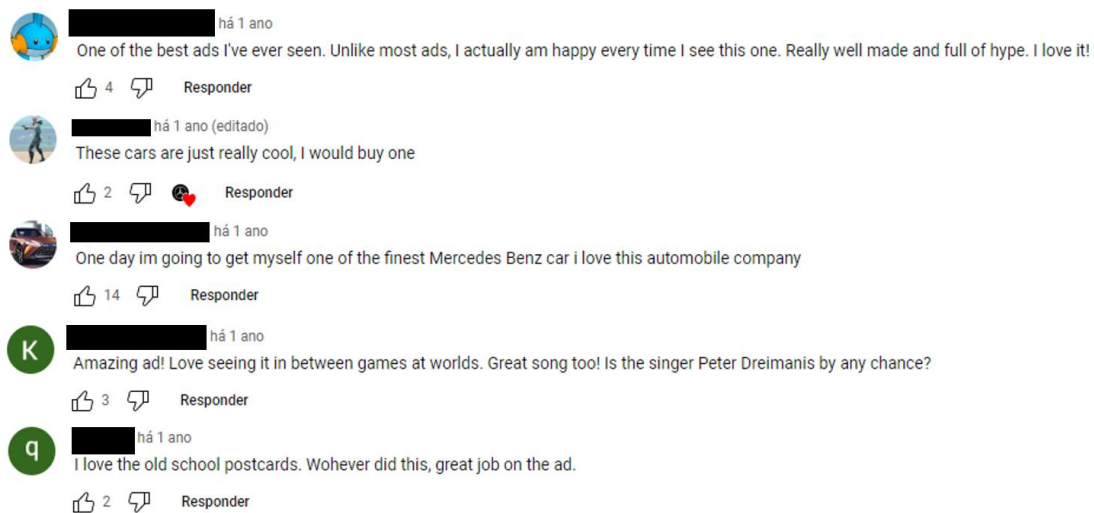 há 1 ano
One of the best ads I've ever seen. Unlike most ads, I actually am happy every time I see this one. Really well made and full of hype. I love it!
4 Responder
há 1 ano (editado)
These cars are just really cool, I would buy one
2 Responder
há 1 ano
One day im going to get myself one of the finest Mercedes Benz car i love this automobile company
14 Responder
K
há 1 ano
Amazing ad! Love seeing it in between games at worlds. Great song too! Is the singer Peter Dreimanis by any chance?
3 Responder
q
há 1 ano
I love the old school postcards. Wohever did this, great job on the ad.
2 Responder